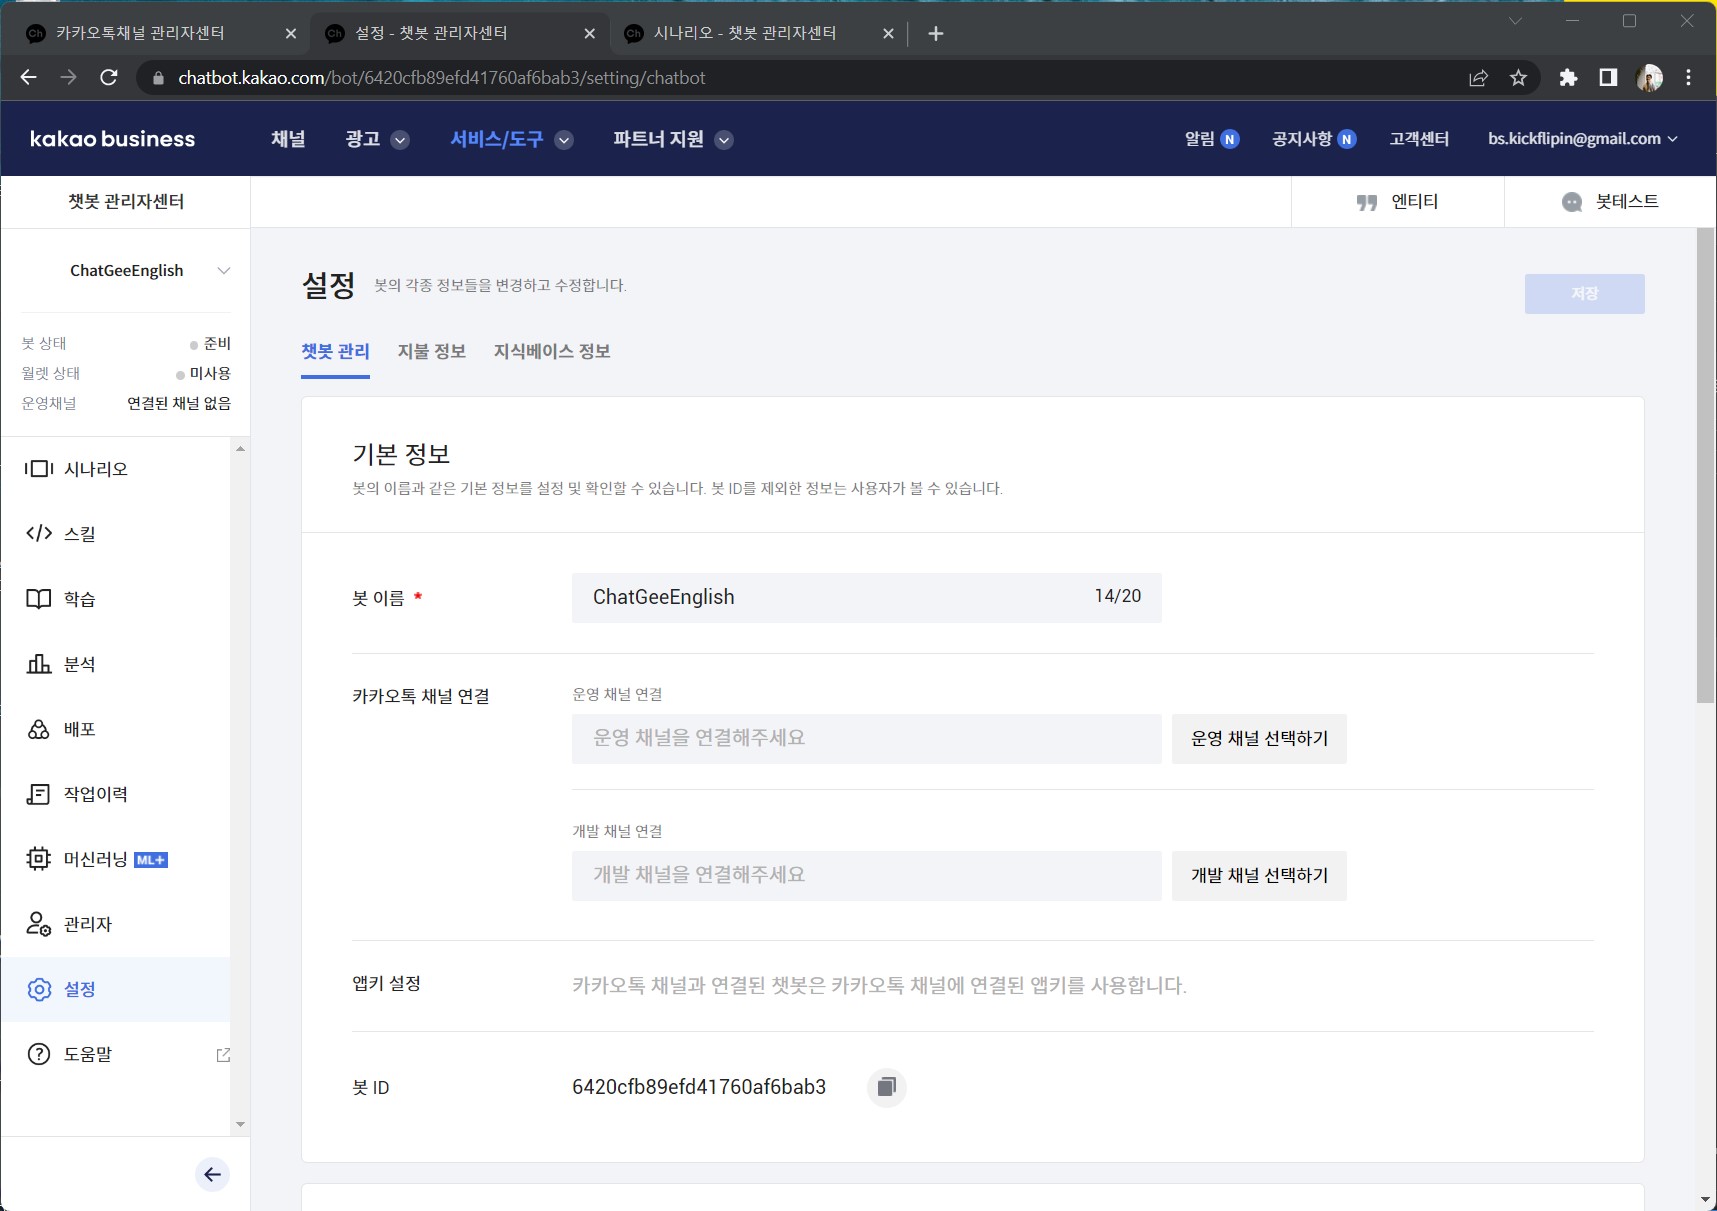 카카오톡채널 관리자센터
설정 - 챗봇 관리자센터
시나리오 - 챗봇 관리자센터
chatbot.kakao.com/bot/6420cfb89efd41760af6bab3/setting/chatbot
kakao business
채널
광고
서비스/도구
파트너 지원
알림 N
공지사항 N
고객센터
bs.kickflipin@gmail.com
챗봇 관리자센터
엔티티
봇테스트
ChatGeeEnglish
봇 상태 준비
월렛 상태 미사용
운영채널 연결된 채널 없음
시나리오
스킬
학습
분석
배포
작업이력
머신러닝 ML+
관리자
설정
도움말
설정 봇의 각종 정보들을 변경하고 수정합니다.
저장
챗봇 관리
지불 정보
지식베이스 정보
기본 정보
봇의 이름과 같은 기본 정보를 설정 및 확인할 수 있습니다. 봇 ID를 제외한 정보는 사용자가 볼 수 있습니다.
봇 이름 *
ChatGeeEnglish 14/20
카카오톡 채널 연결
운영 채널 연결
운영 채널을 연결해주세요
운영 채널 선택하기
개발 채널 연결
개발 채널을 연결해주세요
개발 채널 선택하기
앱키 설정
카카오톡 채널과 연결된 챗봇은 카카오톡 채널에 연결된 앱키를 사용합니다.
봇 ID
6420cfb89efd41760af6bab3